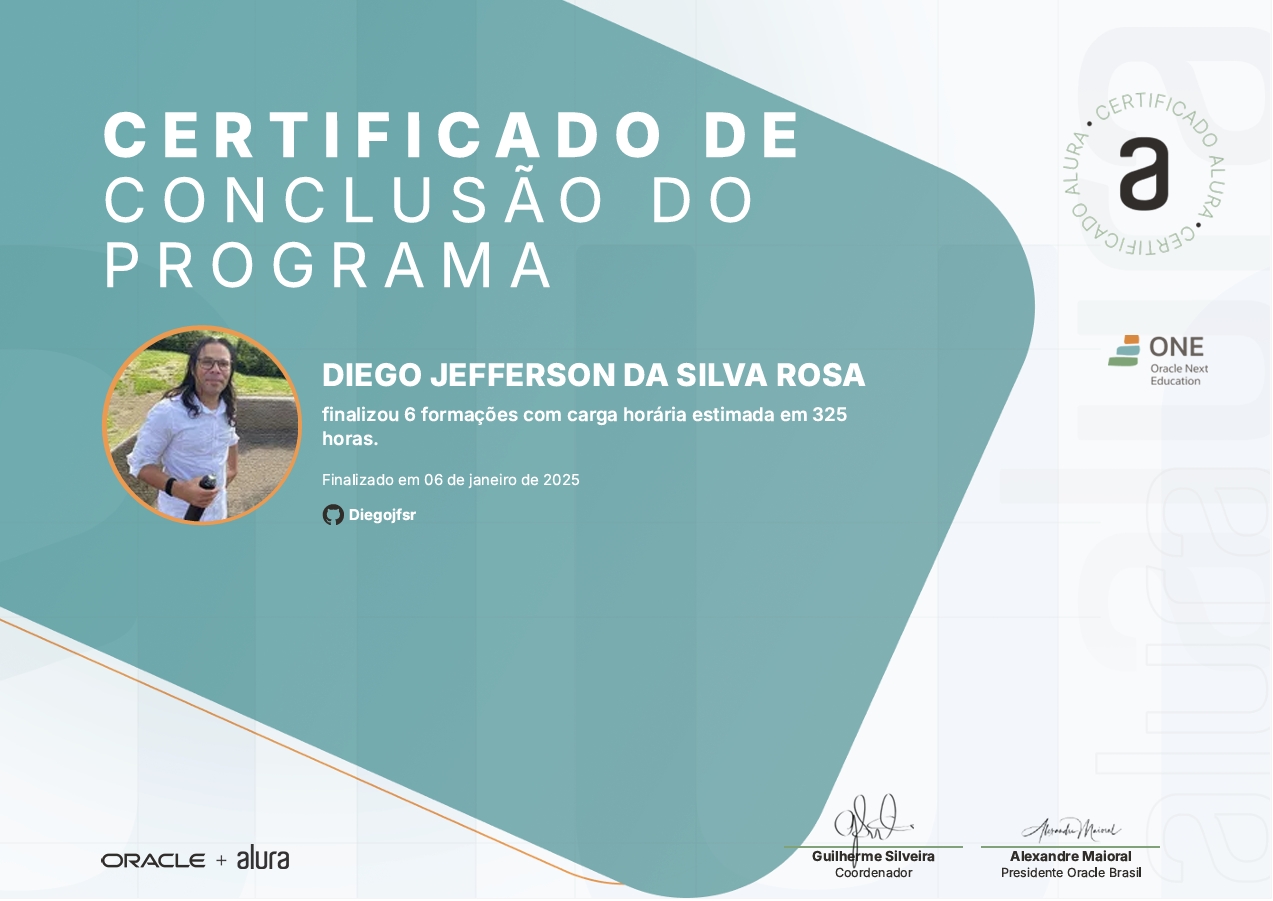 CERTIFICADO DE
CONCLUSÃO DO
PROGRAMA
CERTIFICADO ALURA • CERTIFICADO ALURA •
a
ONE
Oracle Next
Education
DIEGO JEFFERSON DA SILVA ROSA
finalizou 6 formações com carga horária estimada em 325
horas.
Finalizado em 06 de janeiro de 2025
Diegojfsr
alura
alura
ORACLE + alura
Guilherme Silveira
Coordenador
Alexandre Maioral
Alexandre Maioral
Presidente Oracle Brasil